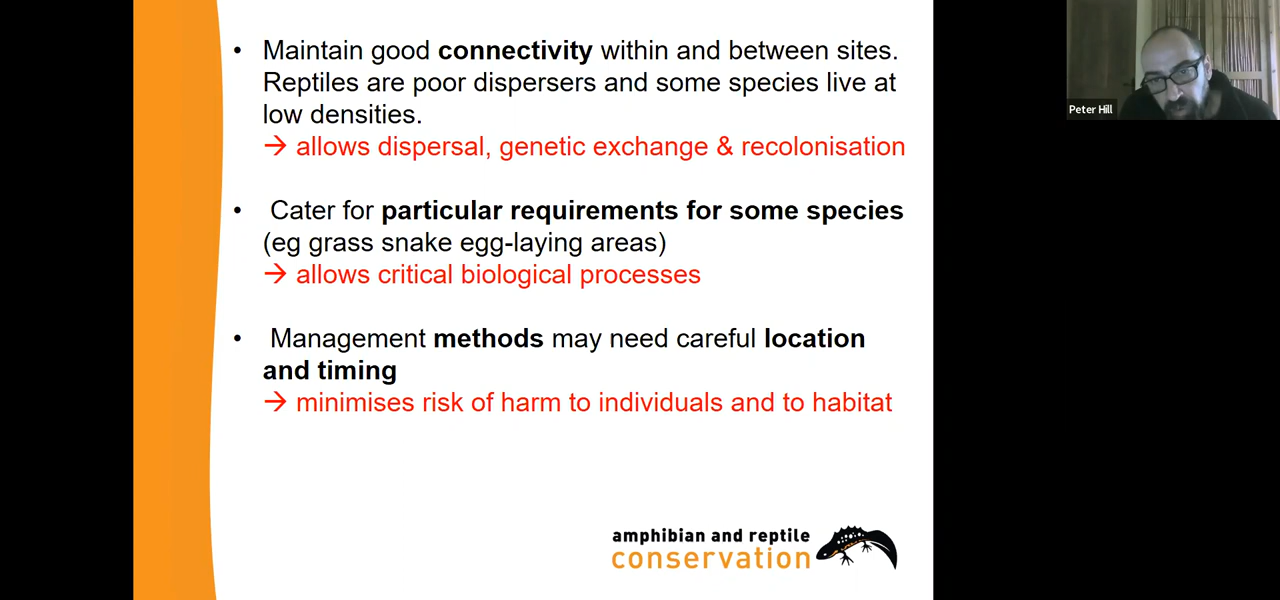 • Maintain good connectivity within and between sites.
Reptiles are poor dispersers and some species live at
low densities.
→ allows dispersal, genetic exchange & recolonisation
• Cater for particular requirements for some species
(eg grass snake egg-laying areas)
→ allows critical biological processes
• Management methods may need careful location
and timing
→ minimises risk of harm to individuals and to habitat
amphibian and reptile
conservation
Peter Hill